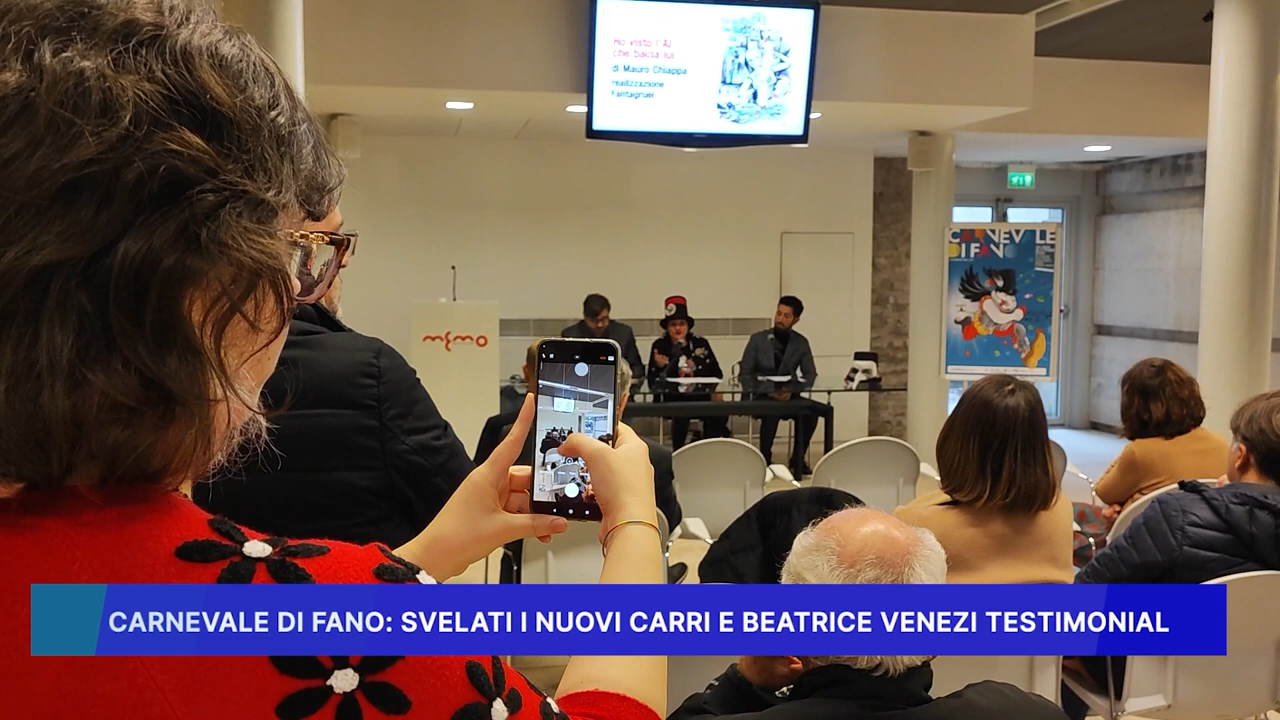 Ho visto l'AI
che bacia lui
di Mauro Chiappa
realizzazione
Fantagruel
memo
CARNEVALE
DI FANO
CARNEVALE DI FANO: SVELATI I NUOVI CARRI E BEATRICE VENEZI TESTIMONIAL